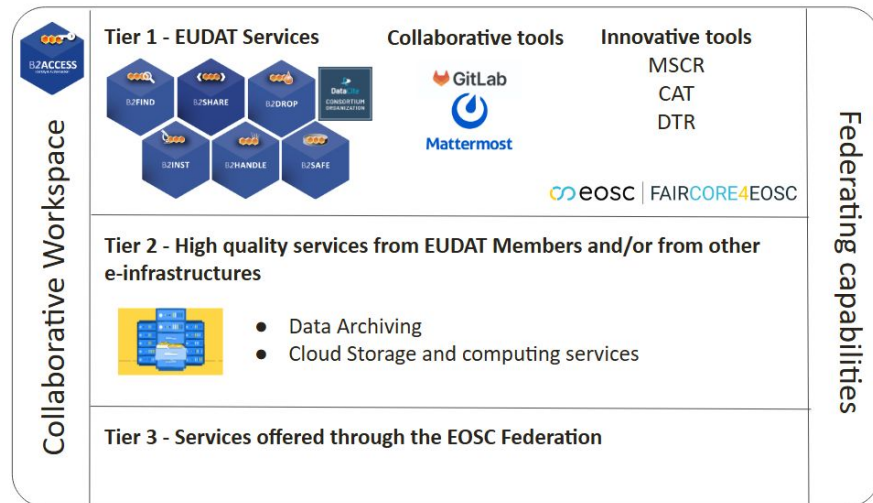 B2ACCESS
Collaborative Workspace
Tier 1 - EUDAT Services
B2FIND
B2SHARE
B2DROP
DataCite
CONSORTIUM
ORGANIZATION
B2INST
B2HANDLE
B2SAFE
Collaborative tools
GitLab
Mattermost
Innovative tools
MSCR
CAT
DTR
eosc | FAIRCORE4EOSC
Tier 2 - High quality services from EUDAT Members and/or from other
e-infrastructures
● Data Archiving
● Cloud Storage and computing services
Tier 3 - Services offered through the EOSC Federation
Federating capabilities